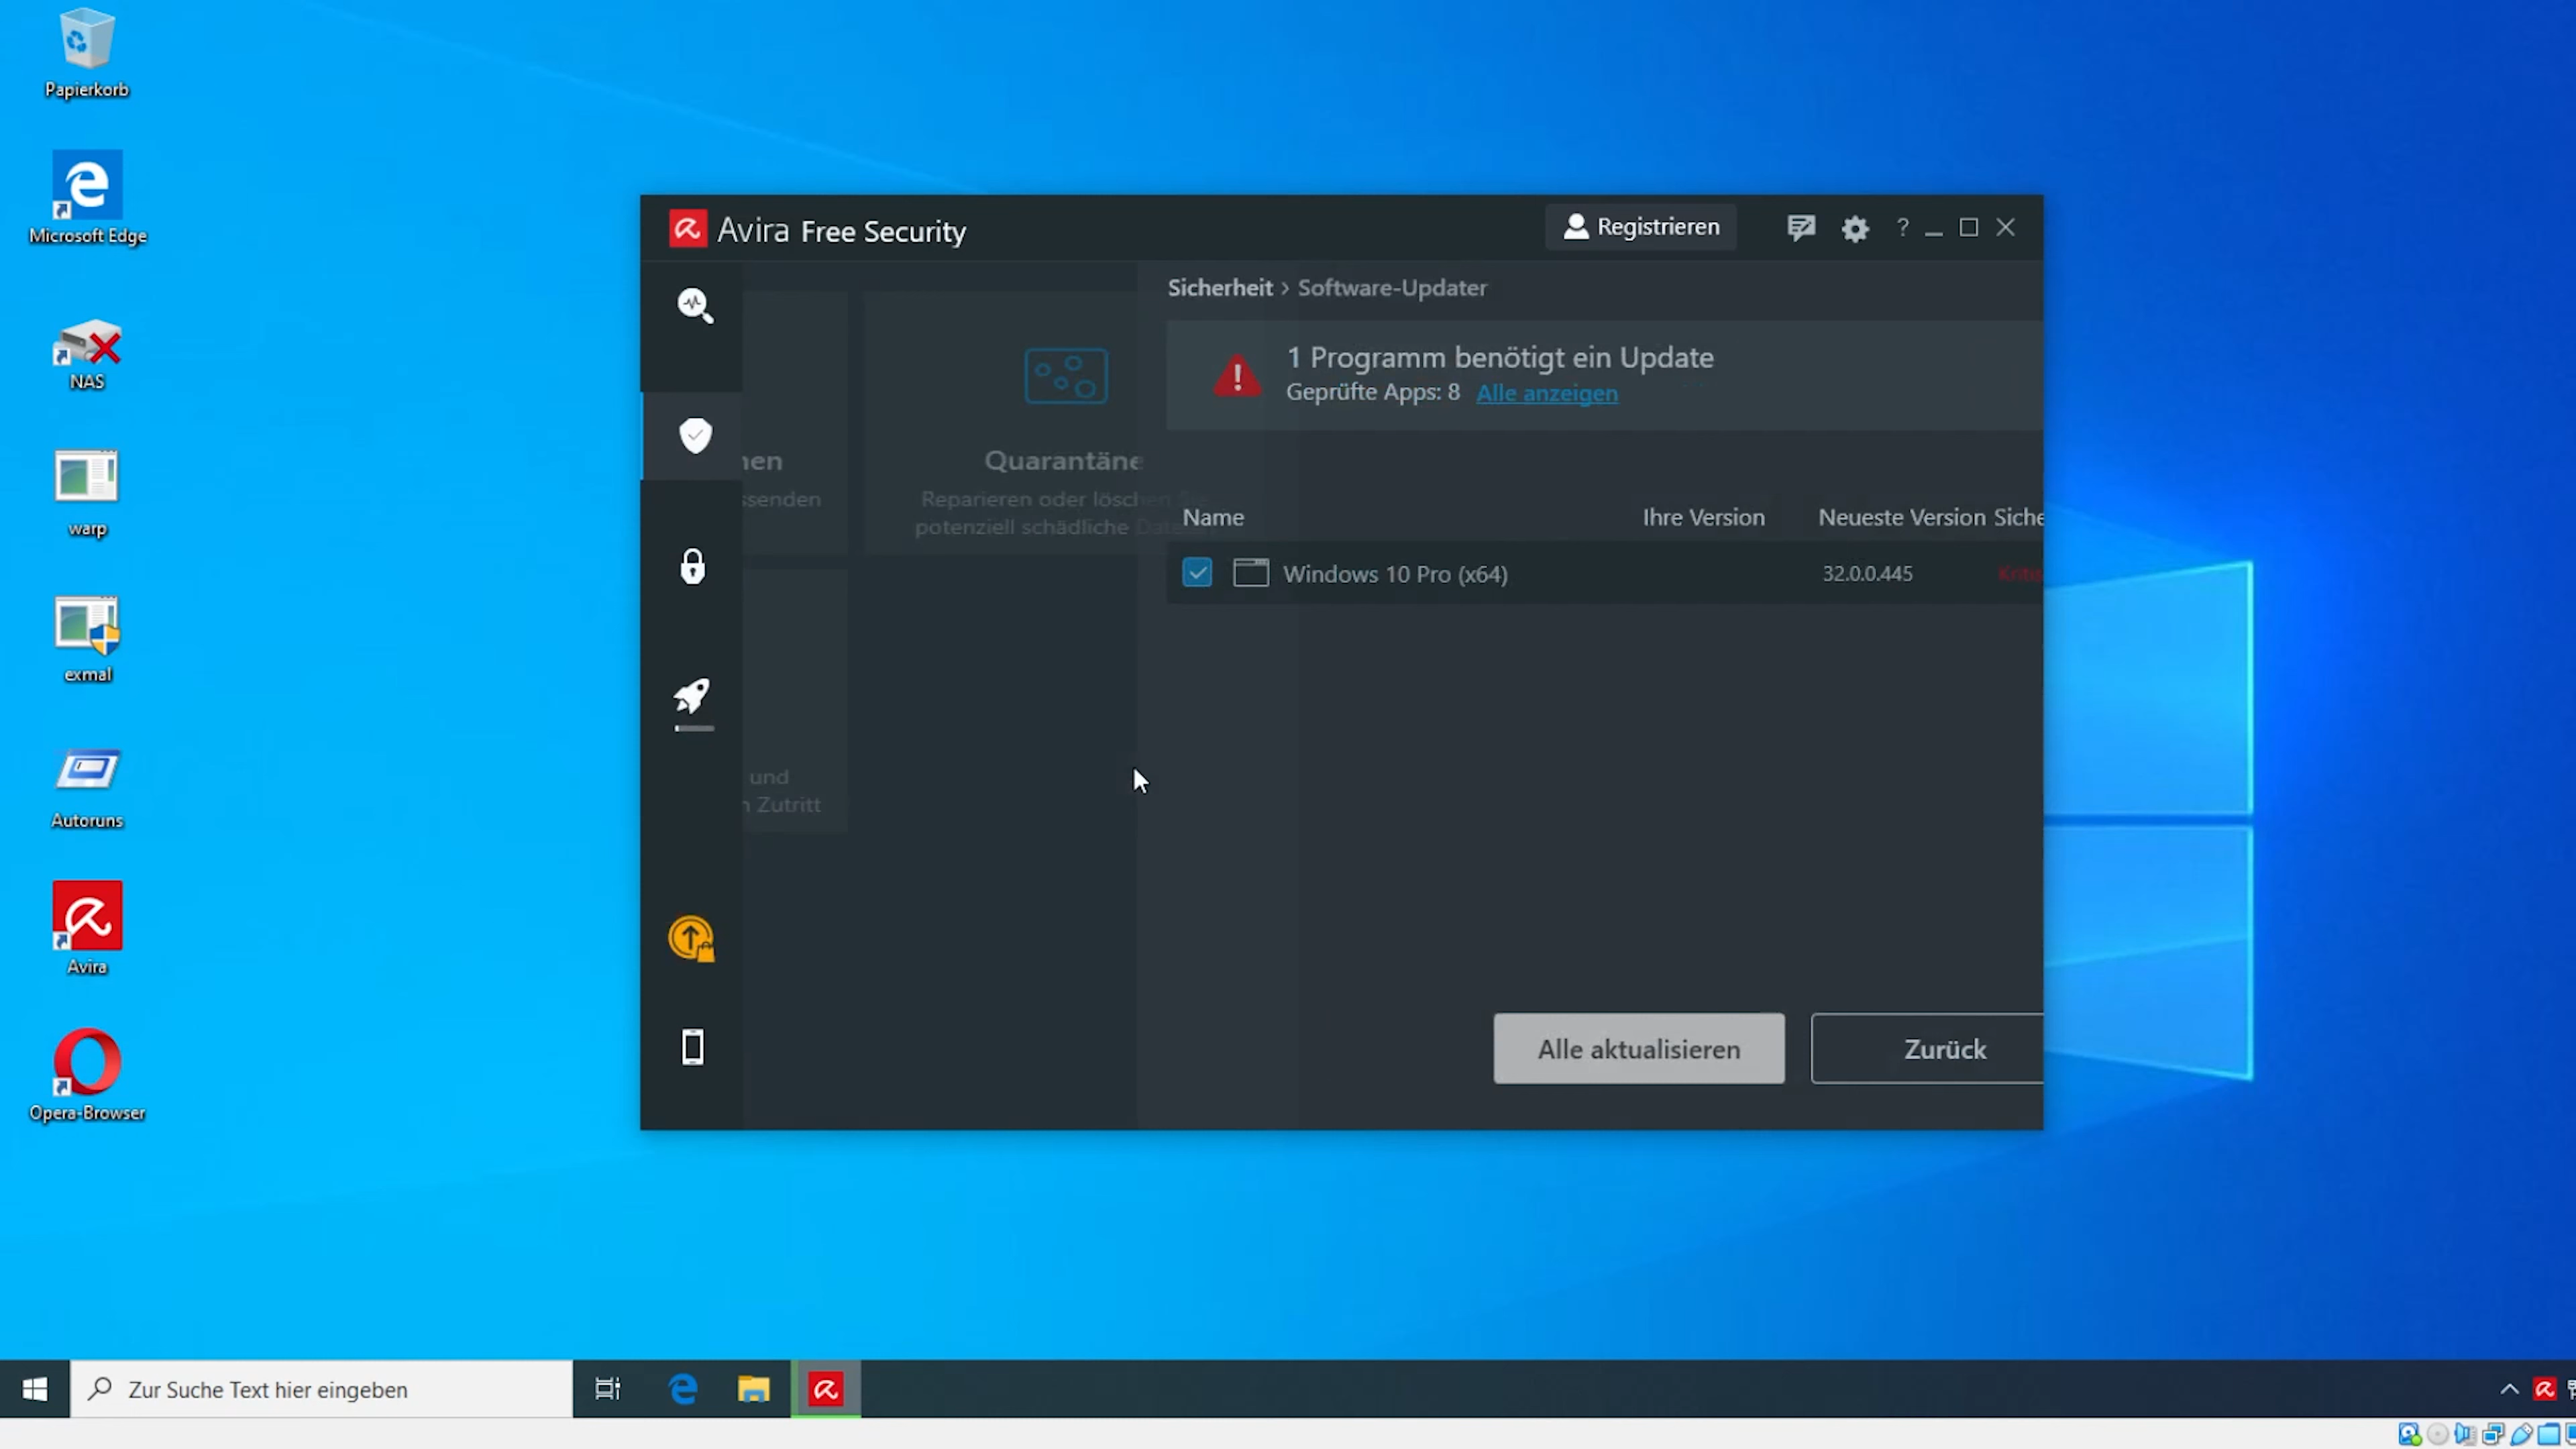 Papierkorb
Microsoft Edge
NAS
warp
exmal
Autoruns
Avira
Opera-Browser
Avira Free Security
Registrieren
?
Sicherheit > Software-Updater
1 Programm benötigt ein Update
Geprüfte Apps: 8 Alle anzeigen
nen
ssenden
Quarantäne
Reparieren oder löschen Sie
potenziell schädliche
Name Ihre Version Neueste Version Siche
Windows 10 Pro (x64) 32.0.0.445 Kritis
und
n Zutritt
Alle aktualisieren
Zurück
Zur Suche Text hier eingeben